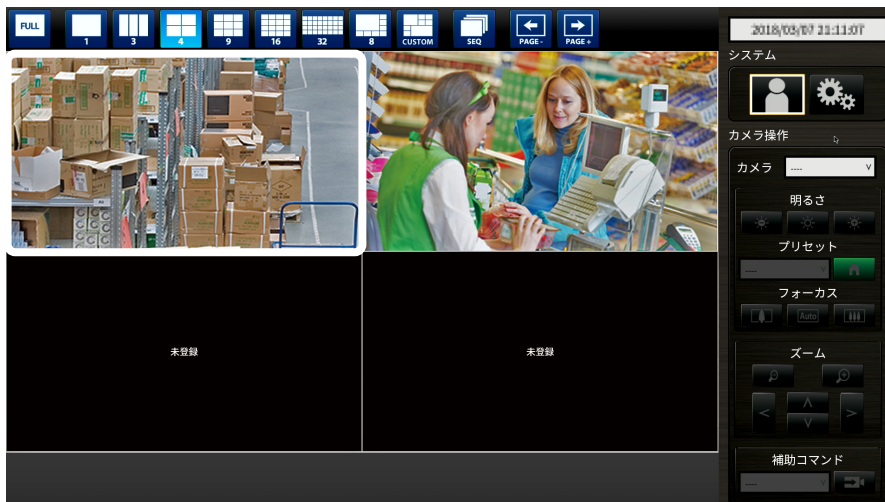 FULL
1
3
4
9
16
32
8
CUSTOM
SEQ
PAGE -
PAGE +
2018/03/07 21:11:07
システム
カメラ操作
カメラ
----
明るさ
プリセット
----
フォーカス
Auto
ズーム
補助コマンド
----
未登録
未登録